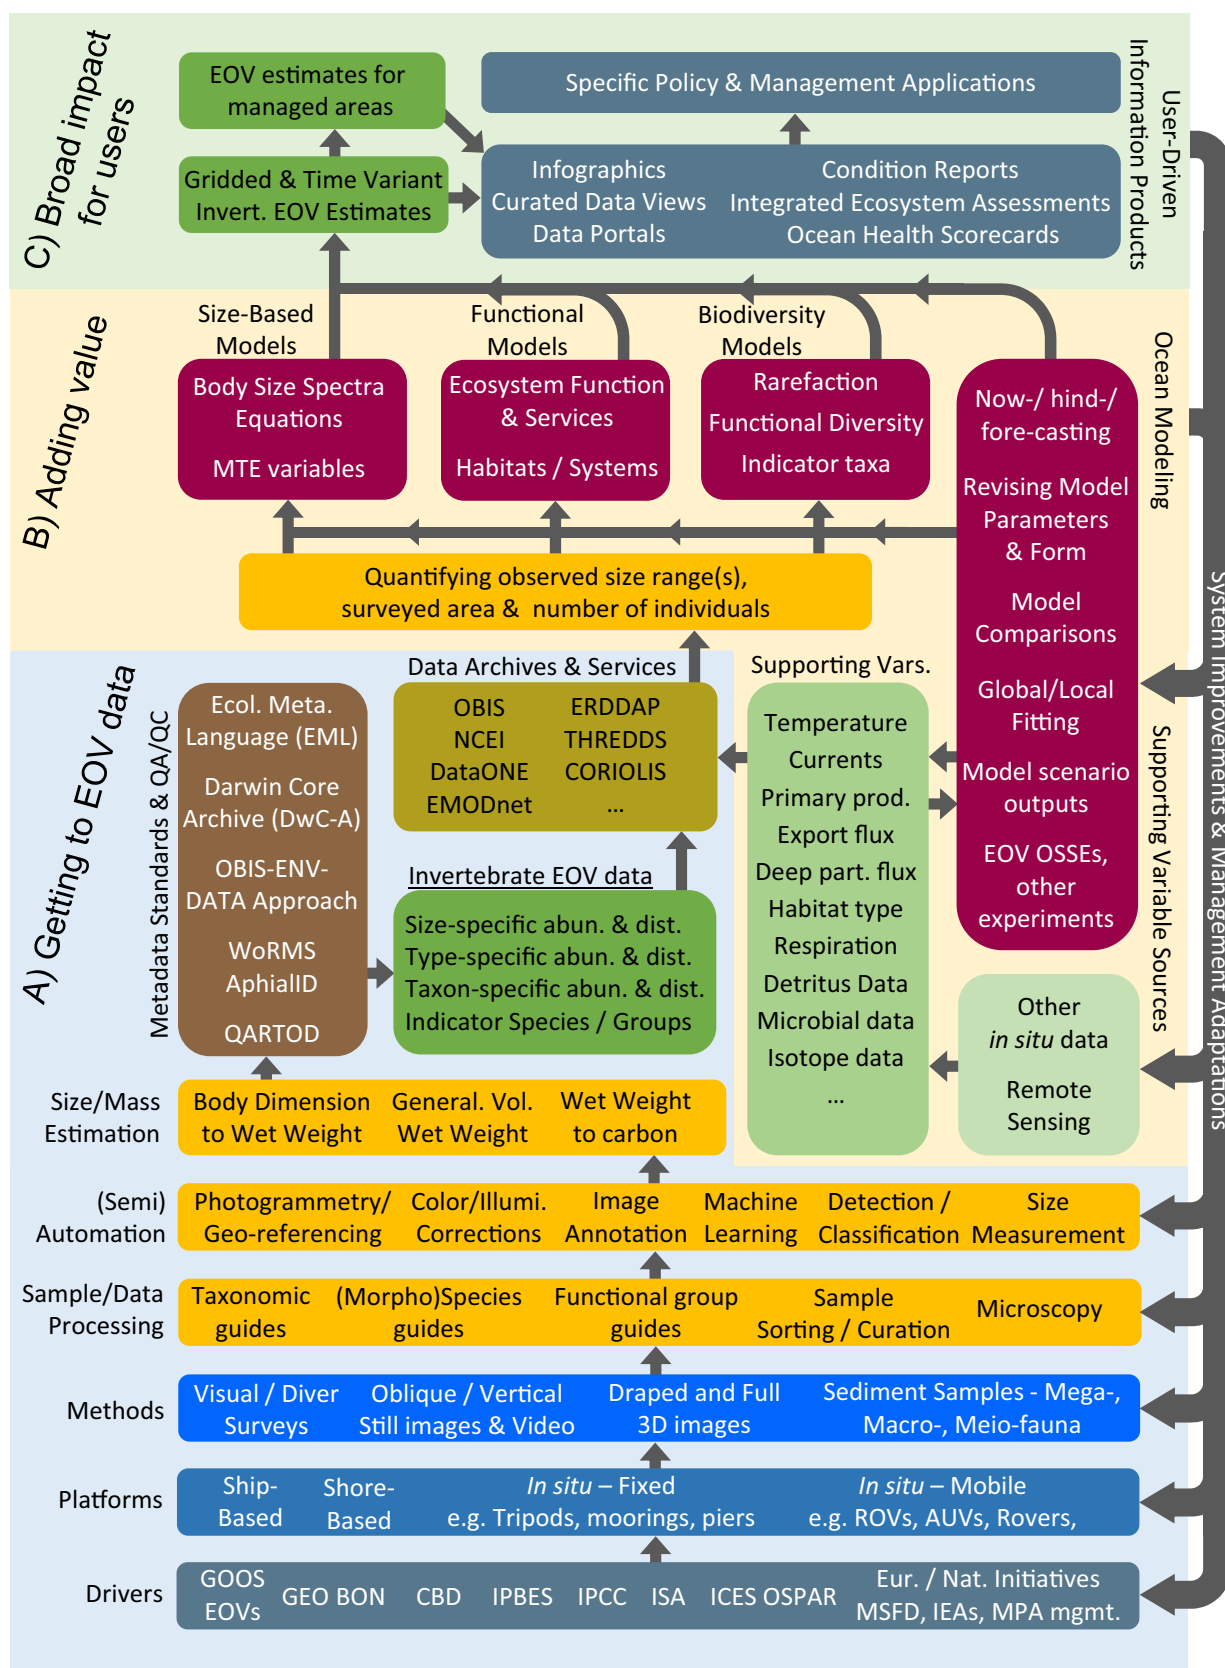 C) Broad impact
for users
EOV estimates for
managed areas
Specific Policy & Management Applications
Gridded & Time Variant
Invert. EOV Estimates
Infographics
Curated Data Views
Data Portals
Condition Reports
Integrated Ecosystem Assessments
Ocean Health Scorecards
User-Driven
Information Products
B) Adding value
Size-Based
Models
Functional
Models
Biodiversity
Models
Body Size Spectra
Equations
MTE variables
Ecosystem Function
& Services
Habitats / Systems
Rarefaction
Functional Diversity
Indicator taxa
Now-/ hind-/
fore-casting
Revising Model
Parameters
& Form
Model
Comparisons
Global/Local
Fitting
Model scenario
outputs
EOV OSSEs,
other
experiments
Ocean Modeling
Quantifying observed size range(s),
surveyed area & number of individuals
A) Getting to EOV data
Metadata Standards & QA/QC
Ecol. Meta.
Language (EML)
Darwin Core
Archive (DwC-A)
OBIS-ENV-
DATA Approach
WoRMS
AphialID
QARTOD
Data Archives & Services
OBIS
NCEI
DataONE
EMODnet
ERDDAP
THREDDS
CORIOLIS
...
Invertebrate EOV data
Size-specific abun. & dist.
Type-specific abun. & dist.
Taxon-specific abun. & dist.
Indicator Species / Groups
Supporting Vars.
Temperature
Currents
Primary prod.
Export flux
Deep part. flux
Habitat type
Respiration
Detritus Data
Microbial data
Isotope data
...
Other
in situ data
Remote
Sensing
Supporting Variable Sources
System Improvements & Management Adaptations
Size/Mass
Estimation
Body Dimension
to Wet Weight
General. Vol.
Wet Weight
Wet Weight
to carbon
(Semi)
Automation
Photogrammetry/
Geo-referencing
Color/Illumi.
Corrections
Image
Annotation
Machine
Learning
Detection /
Classification
Size
Measurement
Sample/Data
Processing
Taxonomic
guides
(Morpho)Species
guides
Functional group
guides
Sample
Sorting / Curation
Microscopy
Methods
Visual / Diver
Surveys
Oblique / Vertical
Still images & Video
Draped and Full
3D images
Sediment Samples - Mega-,
Macro-, Meio-fauna
Platforms
Ship-
Based
Shore-
Based
In situ – Fixed
e.g. Tripods, moorings, piers
In situ – Mobile
e.g. ROVs, AUVs, Rovers,
Drivers
GOOS
EOVs
GEO BON
CBD
IPBES
IPCC
ISA
ICES OSPAR
Eur. / Nat. Initiatives
MSFD, IEAs, MPA mgmt.